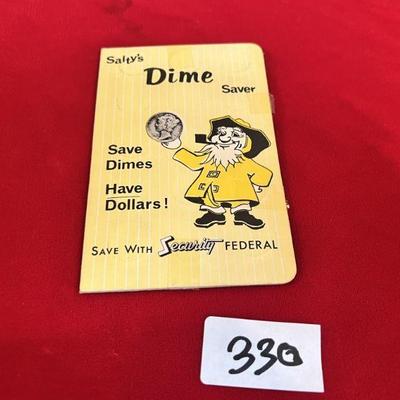 Salty's
Dime
Saver
Save
Dimes
Have
Dollars!
SAVE WITH Security FEDERAL
330